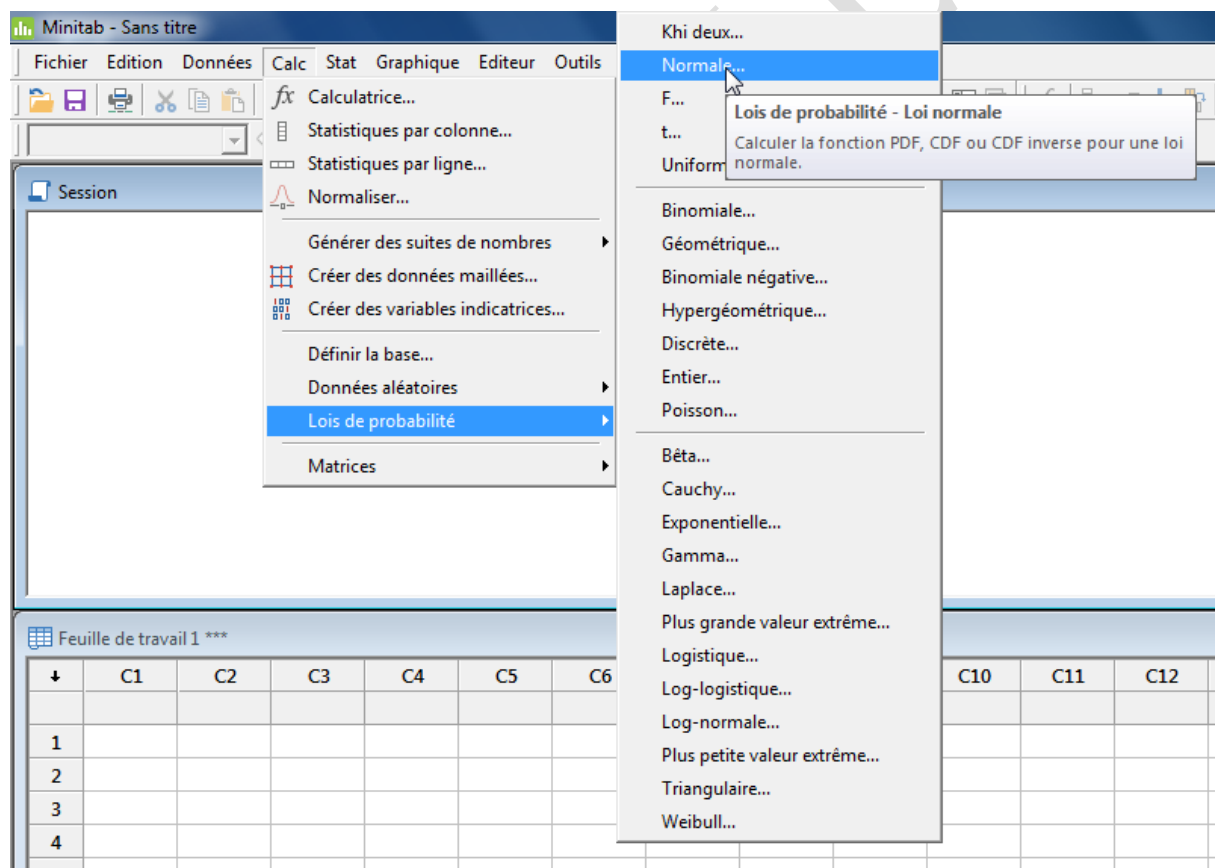 Minitab - Sans titre
Fichier Edition Données Calc Stat Graphique Editeur Outils
Calculatrice...
Statistiques par colonne...
Statistiques par ligne...
Normaliser...
Générer des suites de nombres
Créer des données maillées...
Créer des variables indicatrices...
Définir la base...
Données aléatoires
Lois de probabilité
Matrices
Khi deux...
Normale...
F...
t...
Uniform
Lois de probabilité - Loi normale
Calculer la fonction PDF, CDF ou CDF inverse pour une loi
normale.
Binomiale...
Géométrique...
Binomiale négative...
Hypergéométrique...
Discrète...
Entier...
Poisson...
Bêta...
Cauchy...
Exponentielle...
Gamma...
Laplace...
Plus grande valeur extrême...
Logistique...
Log-logistique...
Log-normale...
Plus petite valeur extrême...
Triangulaire...
Weibull...
Session
Feuille de travail 1 ***
C1 C2 C3 C4 C5 C6 C10 C11 C12
1
2
3
4